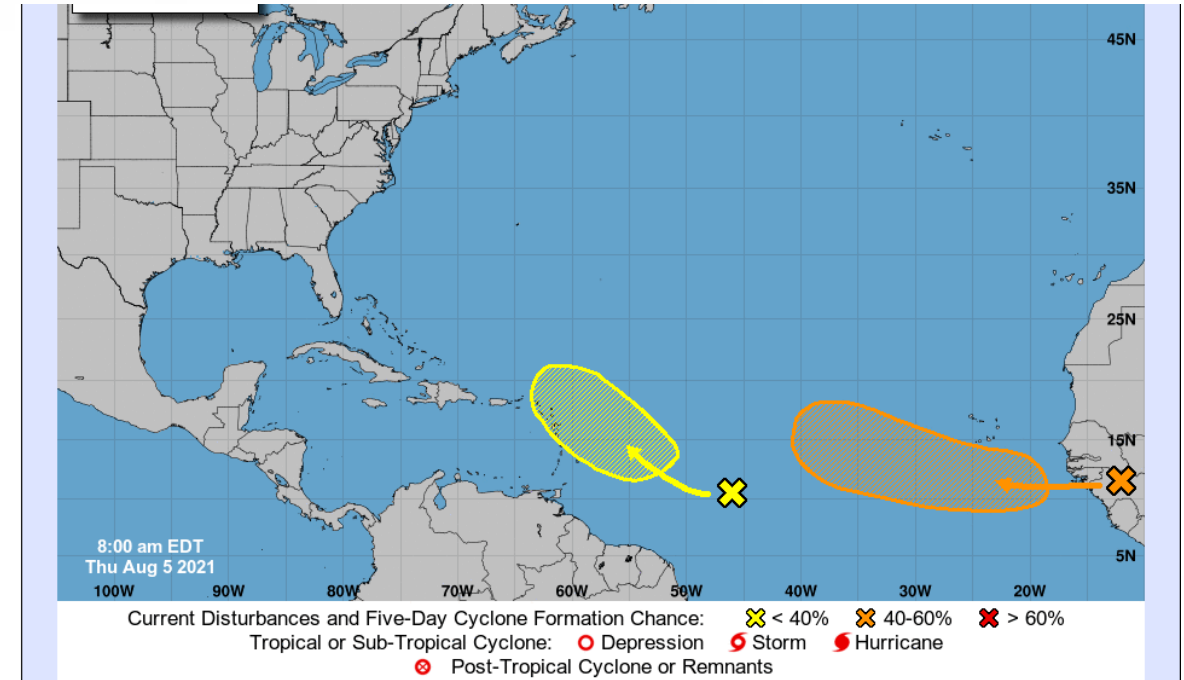 45N
35N
25N
15N
5N
8:00 am EDT
Thu Aug 5 2021
100W 90W 80W 70W 60W 50W 40W 30W 20W
Current Disturbances and Five-Day Cyclone Formation Chance: < 40% 40-60% > 60%
Tropical or Sub-Tropical Cyclone: Depression Storm Hurricane
Post-Tropical Cyclone or Remnants